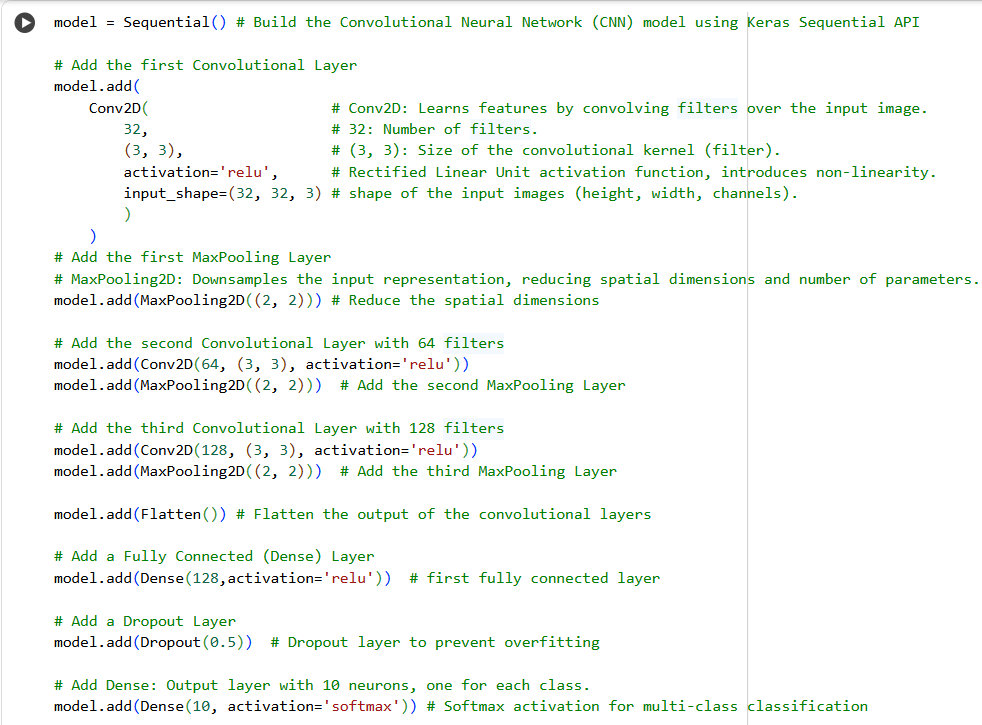 model = Sequential() # Build the Convolutional Neural Network (CNN) model using Keras Sequential API
# Add the first Convolutional Layer
model.add(
Conv2D( # Conv2D: Learns features by convolving filters over the input image.
32, # 32: Number of filters.
(3, 3), # (3, 3): Size of the convolutional kernel (filter).
activation='relu', # Rectified Linear Unit activation function, introduces non-linearity.
input_shape=(32, 32, 3) # shape of the input images (height, width, channels).
)
)
# Add the first MaxPooling Layer
# MaxPooling2D: Downsamples the input representation, reducing spatial dimensions and number of parameters.
model.add(MaxPooling2D((2, 2))) # Reduce the spatial dimensions
# Add the second Convolutional Layer with 64 filters
model.add(Conv2D(64, (3, 3), activation='relu'))
model.add(MaxPooling2D((2, 2))) # Add the second MaxPooling Layer
# Add the third Convolutional Layer with 128 filters
model.add(Conv2D(128, (3, 3), activation='relu'))
model.add(MaxPooling2D((2, 2))) # Add the third MaxPooling Layer
model.add(Flatten()) # Flatten the output of the convolutional layers
# Add a Fully Connected (Dense) Layer
model.add(Dense(128,activation='relu')) # first fully connected layer
# Add a Dropout Layer
model.add(Dropout(0.5)) # Dropout layer to prevent overfitting
# Add Dense: Output layer with 10 neurons, one for each class.
model.add(Dense(10, activation='softmax')) # Softmax activation for multi-class classification